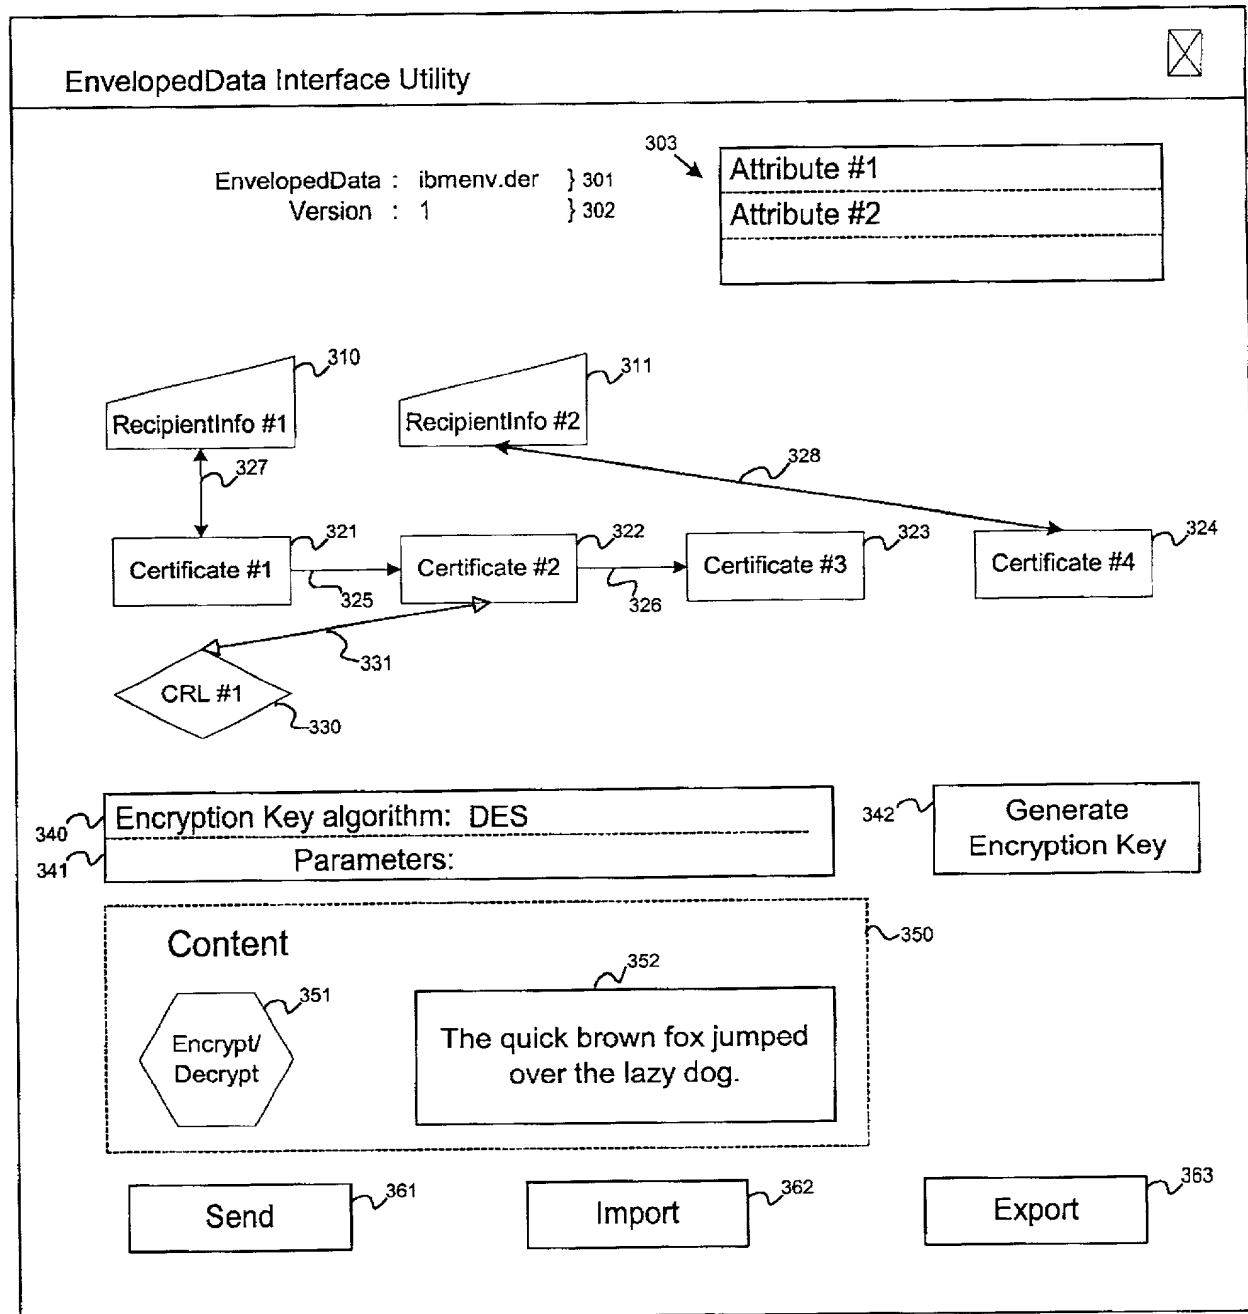 EnvelopedData Interface Utility
EnvelopedData : ibmenv.der } 301
Version : 1 } 302
303
Attribute #1
Attribute #2
310
RecipientInfo #1
311
RecipientInfo #2
327
328
321
Certificate #1
322
Certificate #2
323
Certificate #3
324
Certificate #4
325
326
331
CRL #1
330
340
Encryption Key algorithm: DES
341
Parameters:
342
Generate
Encryption Key
350
Content
351
Encrypt/
Decrypt
352
The quick brown fox jumped
over the lazy dog.
361
Send
362
Import
363
Export